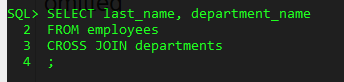 SQL> SELECT last_name, department_name
2 FROM employees
3 CROSS JOIN departments
4 ;